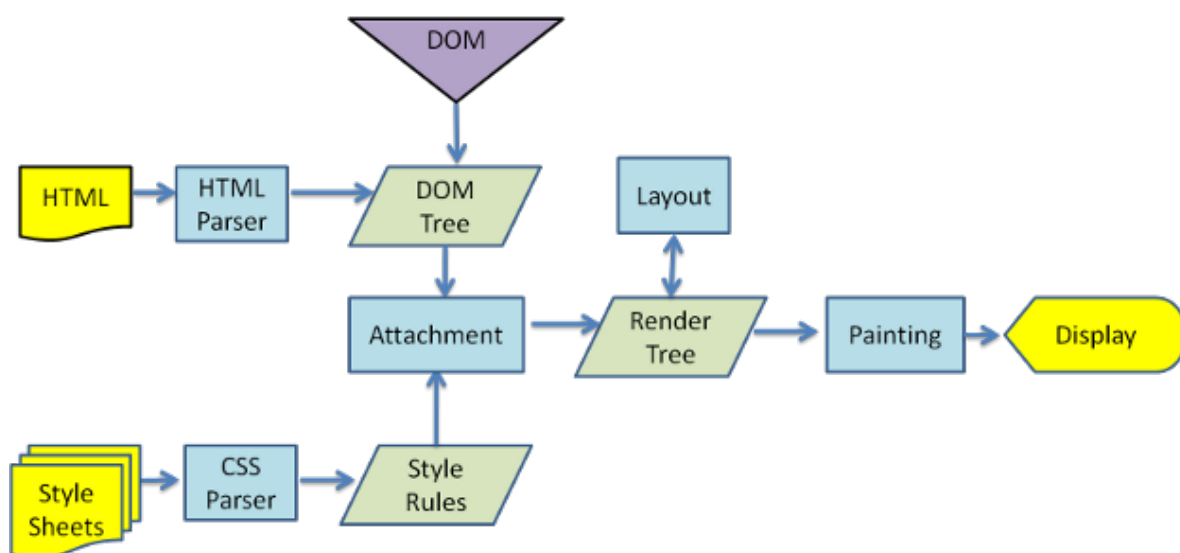 DOM
HTML
HTML
Parser
DOM
Tree
Layout
Attachment
Render
Tree
Painting
Display
Style
Sheets
CSS
Parser
Style
Rules